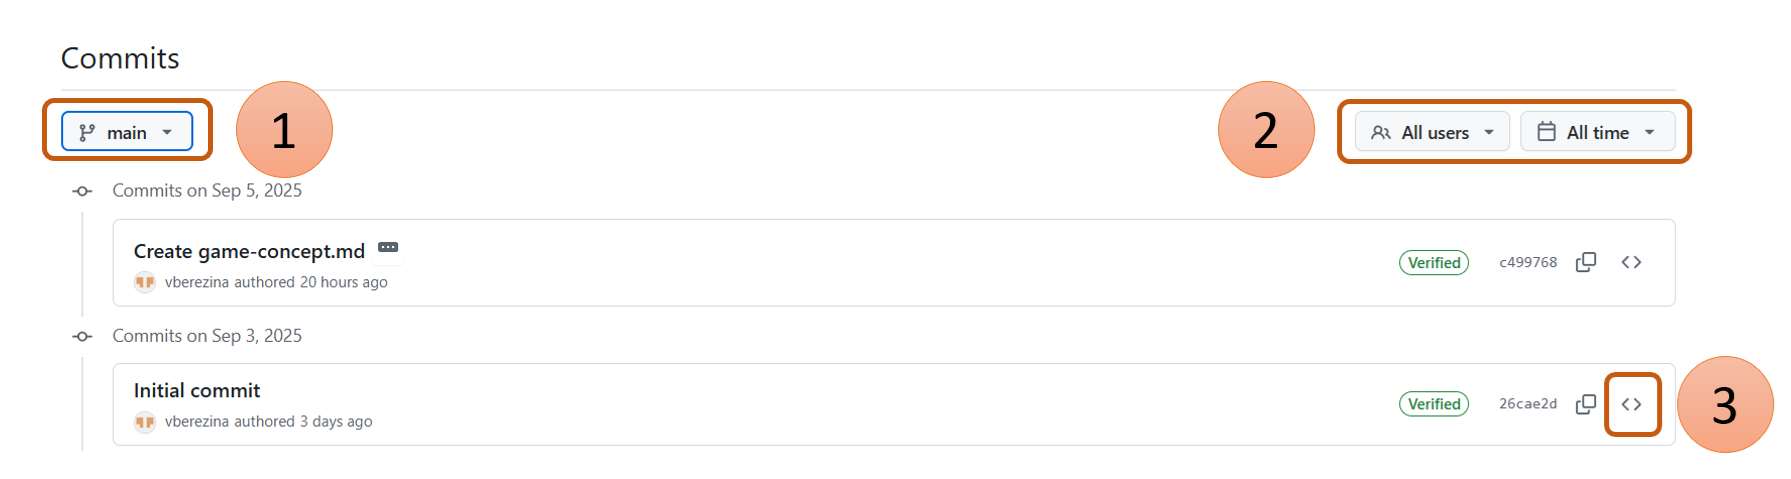 Commits
main
1
2
All users
All time
Commits on Sep 5, 2025
Create game-concept.md
Verified
c499768
vberezina authored 20 hours ago
Commits on Sep 3, 2025
Initial commit
Verified
26cae2d
3
vberezina authored 3 days ago